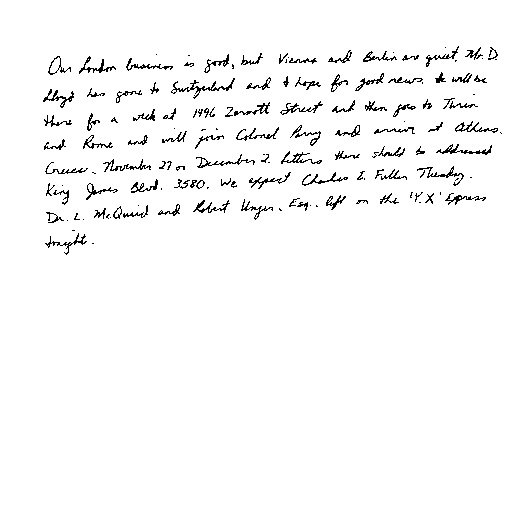 Our London business is good, but Vienna and Berlin are quiet. Mr. D.
Lloyd has gone to Switzerland and I hope for good news. He will be
there for a week at 1496 Zermott Street and then goes to Turin
and Rome and will join Colonel Parry and arrive at Athens,
Greece, November 27 or December 2. Letters there should be addressed
King James Blvd. 3580. We expect Charles E. Fuller Tuesday.
Dr. L. McQuaid and Robert Unger, Esq., left on the 'Y.X' Express
tonight.